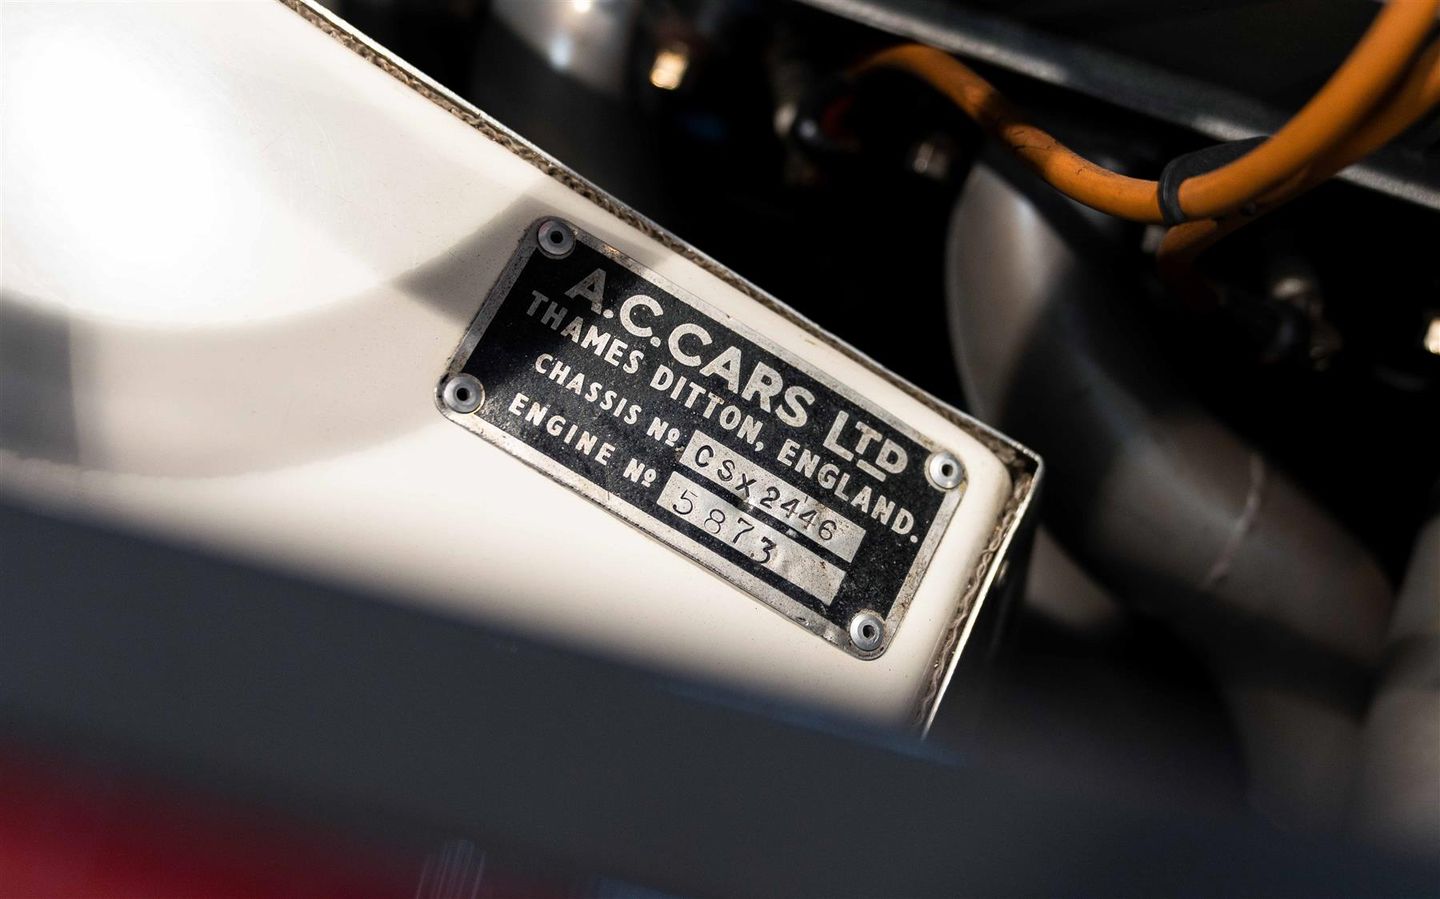 A.C. CARS LTD
THAMES DITTON, ENGLAND.
CHASSIS Nº CSX2446
ENGINE Nº 5873